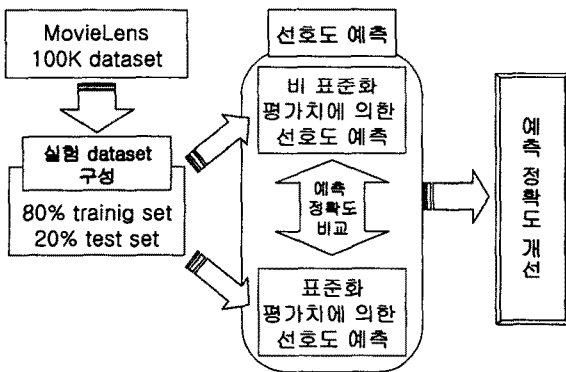 MovieLens
100K dataset
실험 dataset
구성
80% trainig set
20% test set
선호도 예측
비 표준화
평가치에 의한
선호도 예측
예측
정확도
비교
표준화
평가치에 의한
선호도 예측
예측 정확도 개선